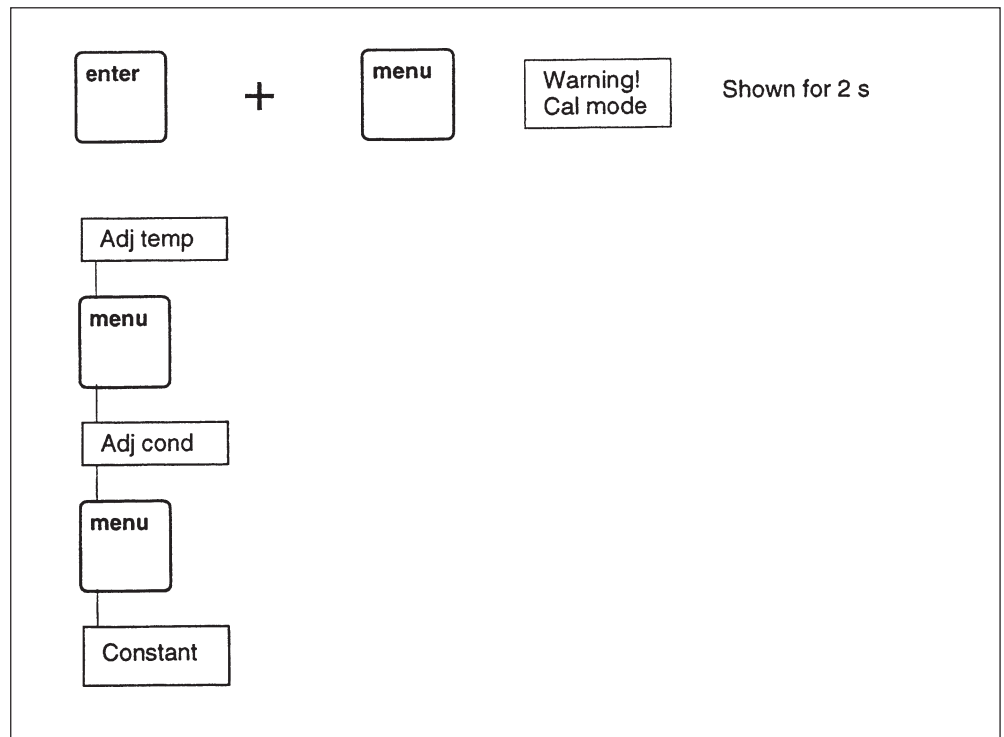 enter
+
menu
Warning!
Cal mode
Shown for 2 s
Adj temp
menu
Adj cond
menu
Constant